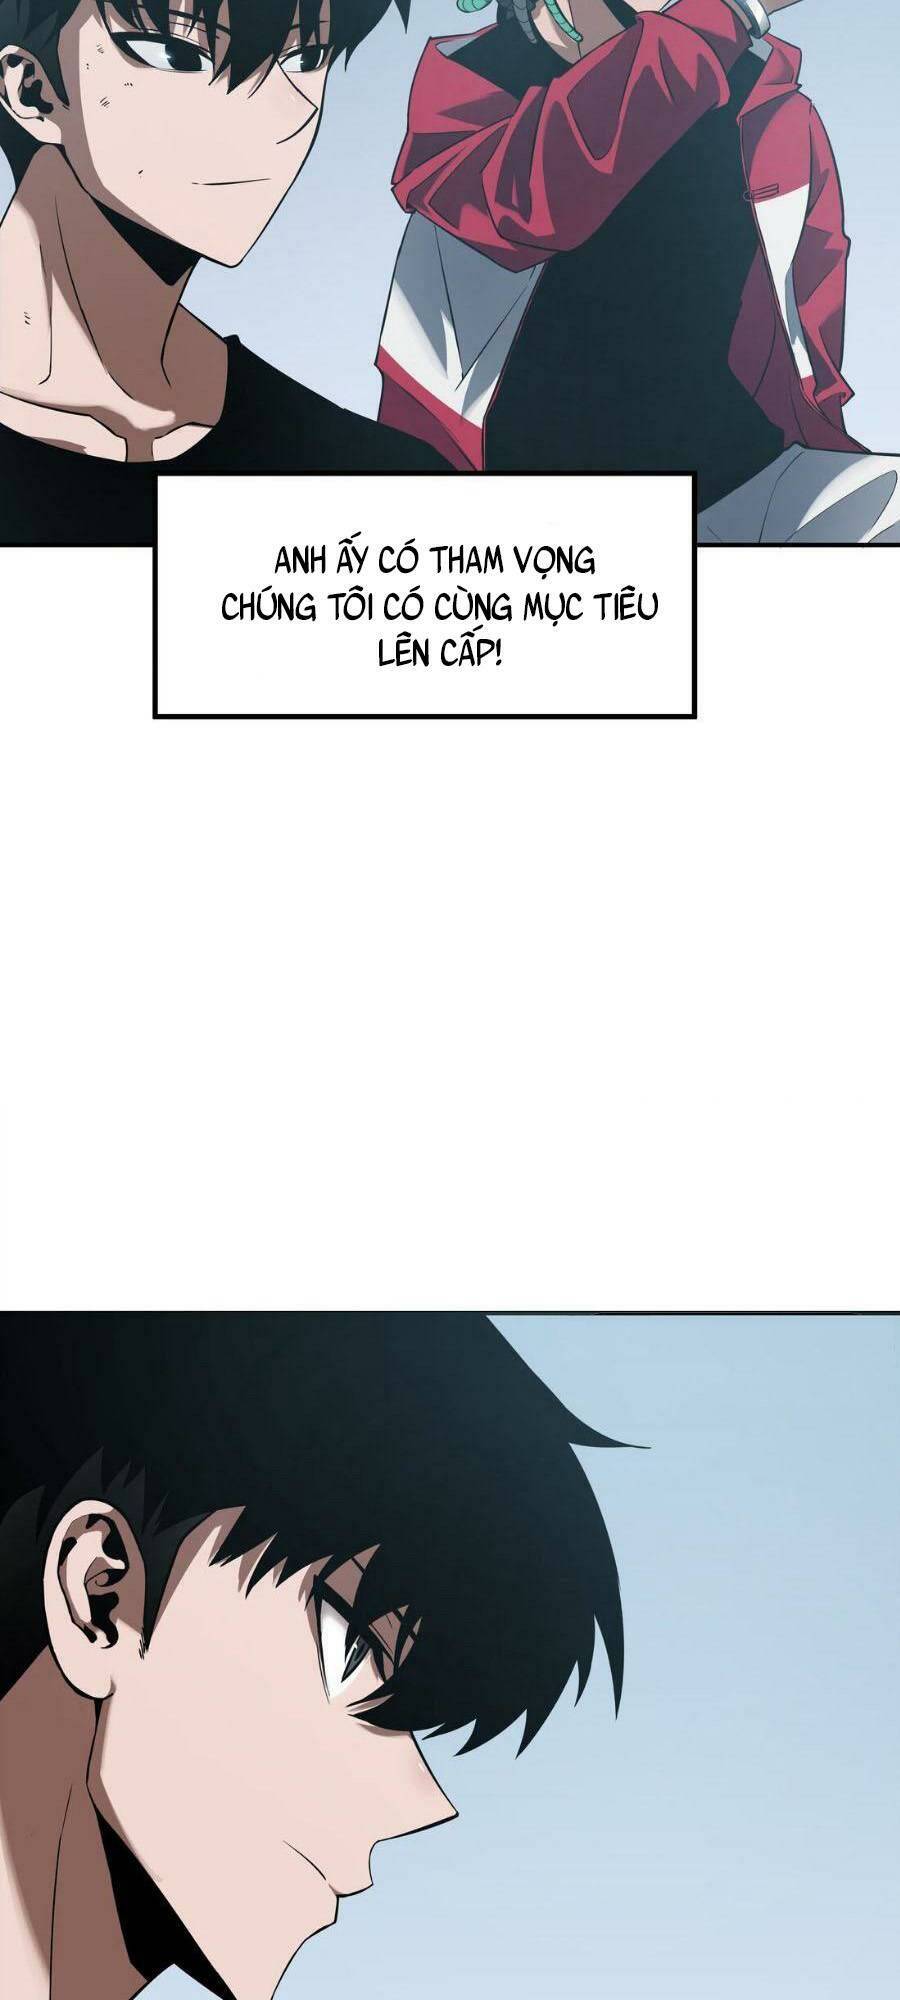 ANH ẤY CÓ THAM VỌNG
CHÚNG TÔI CÓ CÙNG MỤC TIÊU
LÊN CẤP!